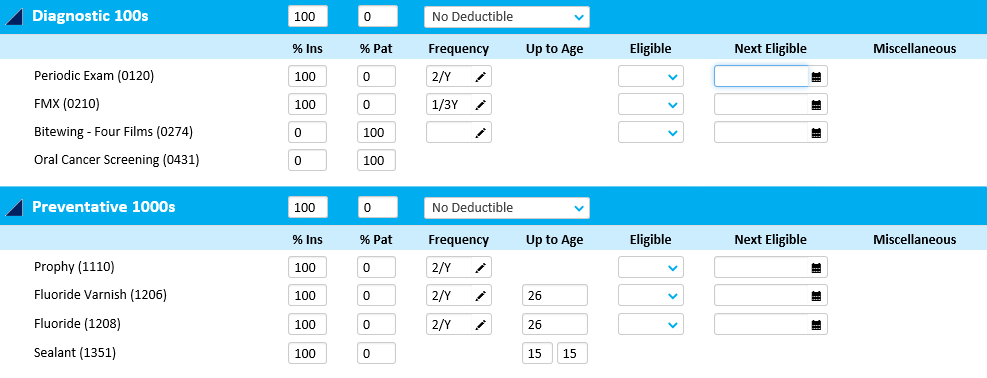 Diagnostic 100s 100 0 No Deductible
% Ins % Pat Frequency Up to Age Eligible Next Eligible Miscellaneous
Periodic Exam (0120) 100 0 2/Y
FMX (0210) 100 0 1/3Y
Bitewing - Four Films (0274) 0 100
Oral Cancer Screening (0431) 0 100
Preventative 1000s 100 0 No Deductible
% Ins % Pat Frequency Up to Age Eligible Next Eligible Miscellaneous
Prophy (1110) 100 0 2/Y
Fluoride Varnish (1206) 100 0 2/Y 26
Fluoride (1208) 100 0 2/Y 26
Sealant (1351) 100 0 15 15